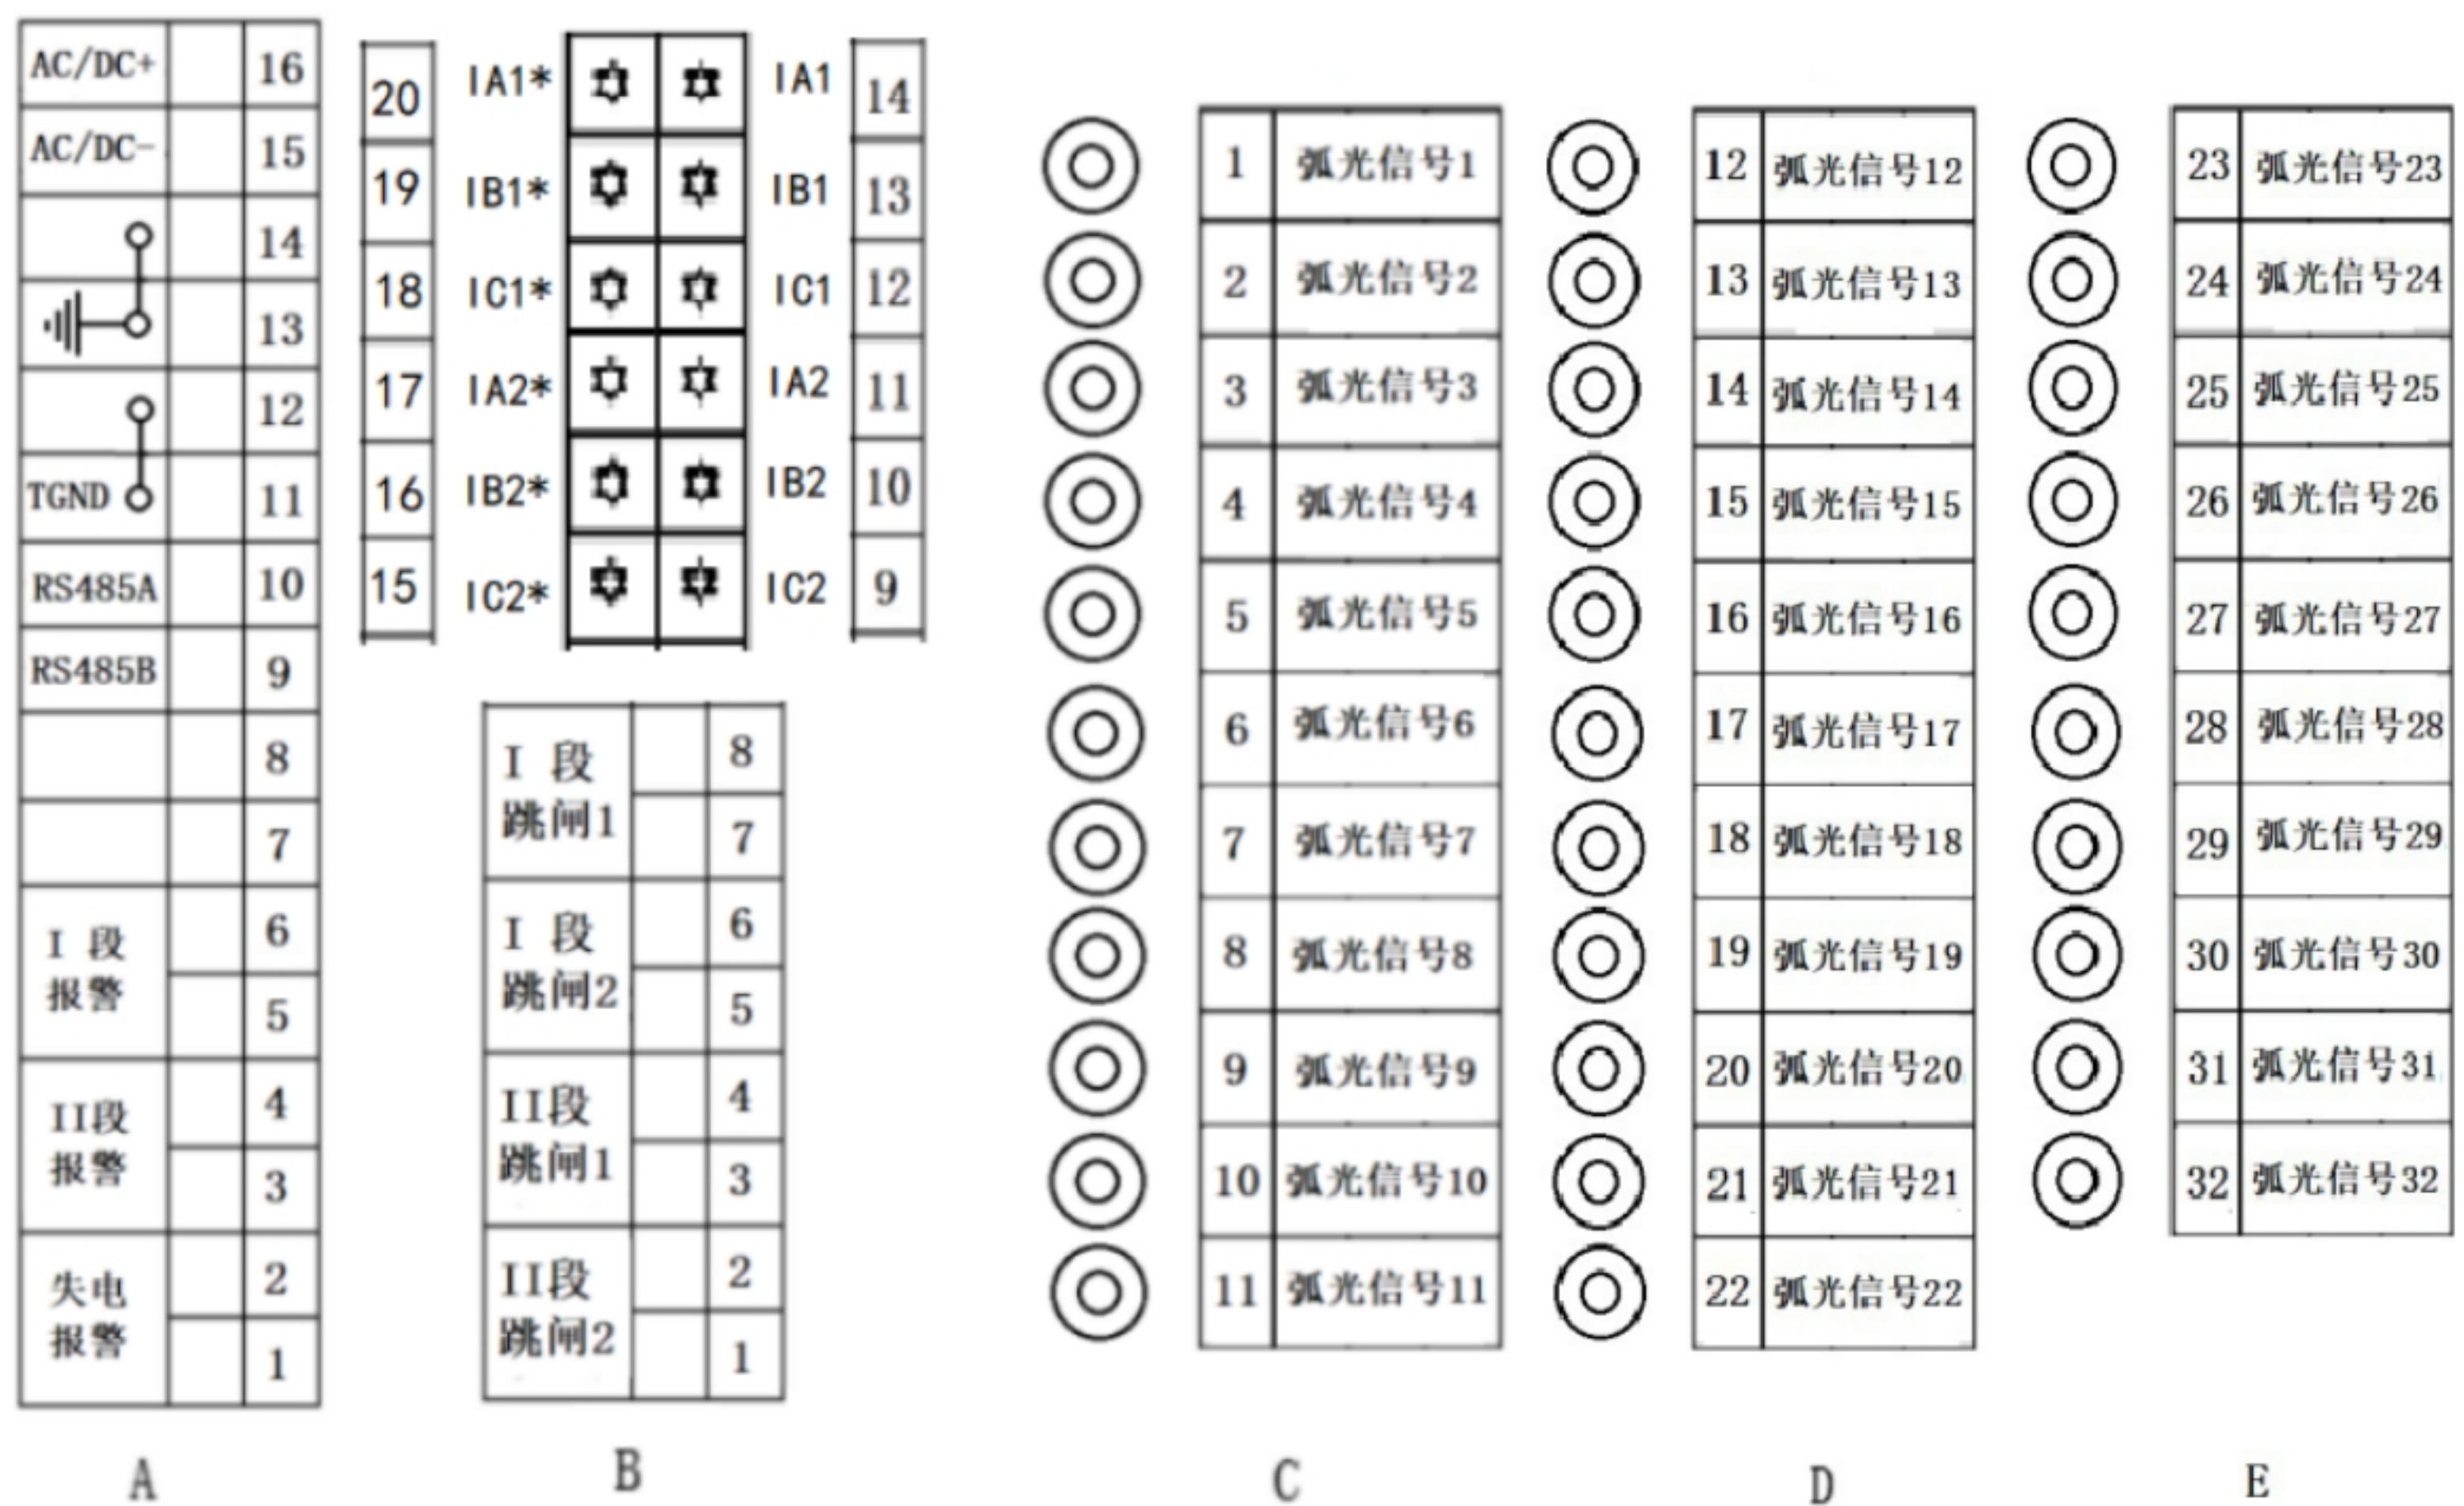 AC/DC+ 16
AC/DC- 15
14
13
12
TGND 11
RS485A 10
RS485B 9
8
7
I 段
报警
6
5
II段
报警
4
3
失电
报警
2
1
A
20 IA1* IA1 14
19 IB1* IB1 13
18 IC1* IC1 12
17 IA2* IA2 11
16 IB2* IB2 10
15 IC2* IC2 9
I 段
跳闸1
8
7
I 段
跳闸2
6
5
II段
跳闸1
4
3
II段
跳闸2
2
1
B
1 弧光信号1
2 弧光信号2
3 弧光信号3
4 弧光信号4
5 弧光信号5
6 弧光信号6
7 弧光信号7
8 弧光信号8
9 弧光信号9
10 弧光信号10
11 弧光信号11
C
12 弧光信号12
13 弧光信号13
14 弧光信号14
15 弧光信号15
16 弧光信号16
17 弧光信号17
18 弧光信号18
19 弧光信号19
20 弧光信号20
21 弧光信号21
22 弧光信号22
D
23 弧光信号23
24 弧光信号24
25 弧光信号25
26 弧光信号26
27 弧光信号27
28 弧光信号28
29 弧光信号29
30 弧光信号30
31 弧光信号31
32 弧光信号32
E